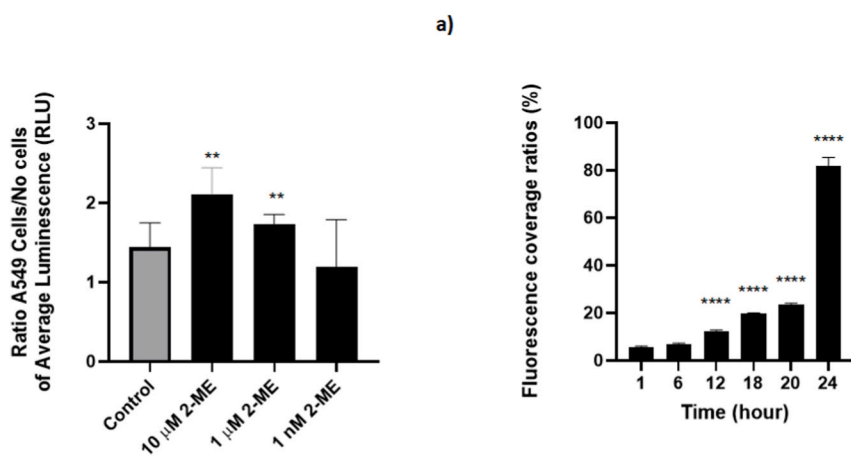 a)
Ratio A549 Cells/No cells
of Average Luminescence (RLU)
3
2
1
0
**
**
Control
10 μM 2-ME
1 μM 2-ME
1 nM 2-ME
Fluorescence coverage ratios (%)
100
80
60
40
20
0
****
****
****
****
1 6 12 18 20 24
Time (hour)